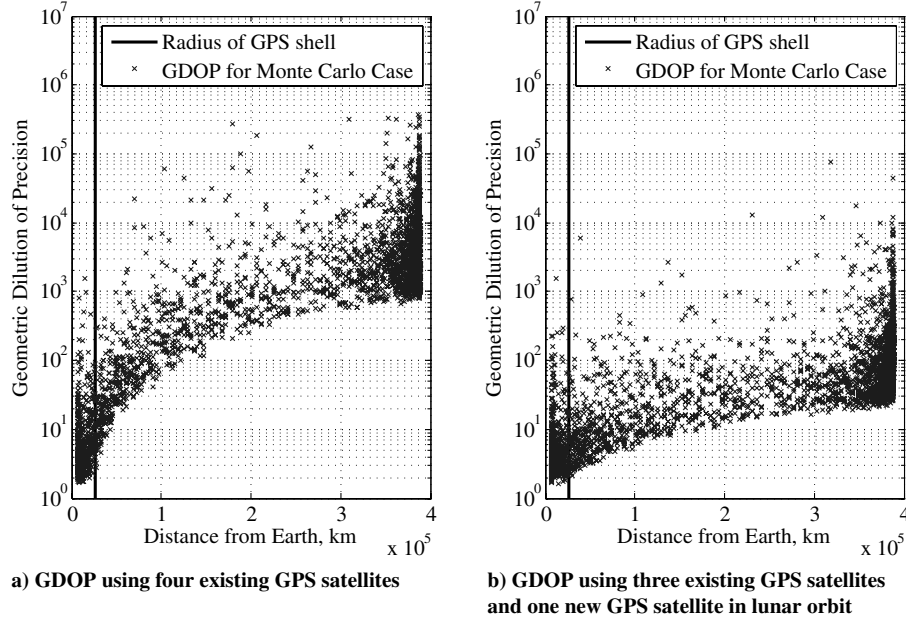 10^7
10^6
10^5
10^4
10^3
10^2
10^1
10^0
Geometric Dilution of Precision
Radius of GPS shell
GDOP for Monte Carlo Case
0 1 2 3 4
Distance from Earth, km
x 10^5
a) GDOP using four existing GPS satellites
10^7
10^6
10^5
10^4
10^3
10^2
10^1
10^0
Geometric Dilution of Precision
Radius of GPS shell
GDOP for Monte Carlo Case
0 1 2 3 4
Distance from Earth, km
x 10^5
b) GDOP using three existing GPS satellites
and one new GPS satellite in lunar orbit